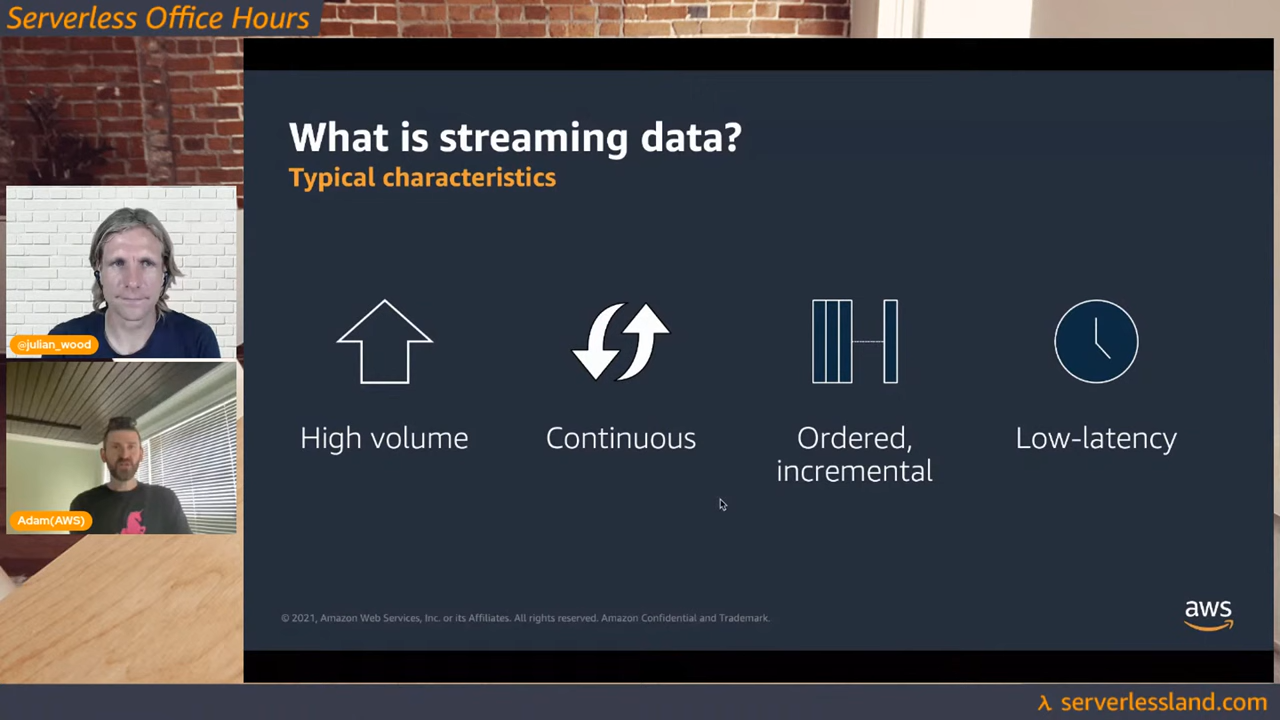 Serverless Office Hours
What is streaming data?
Typical characteristics
High volume
Continuous
Ordered,
incremental
Low-latency
@julian_wood
Adam(AWS)
© 2021, Amazon Web Services, Inc. or its Affiliates. All rights reserved. Amazon Confidential and Trademark.
aws
λ serverlessland.com